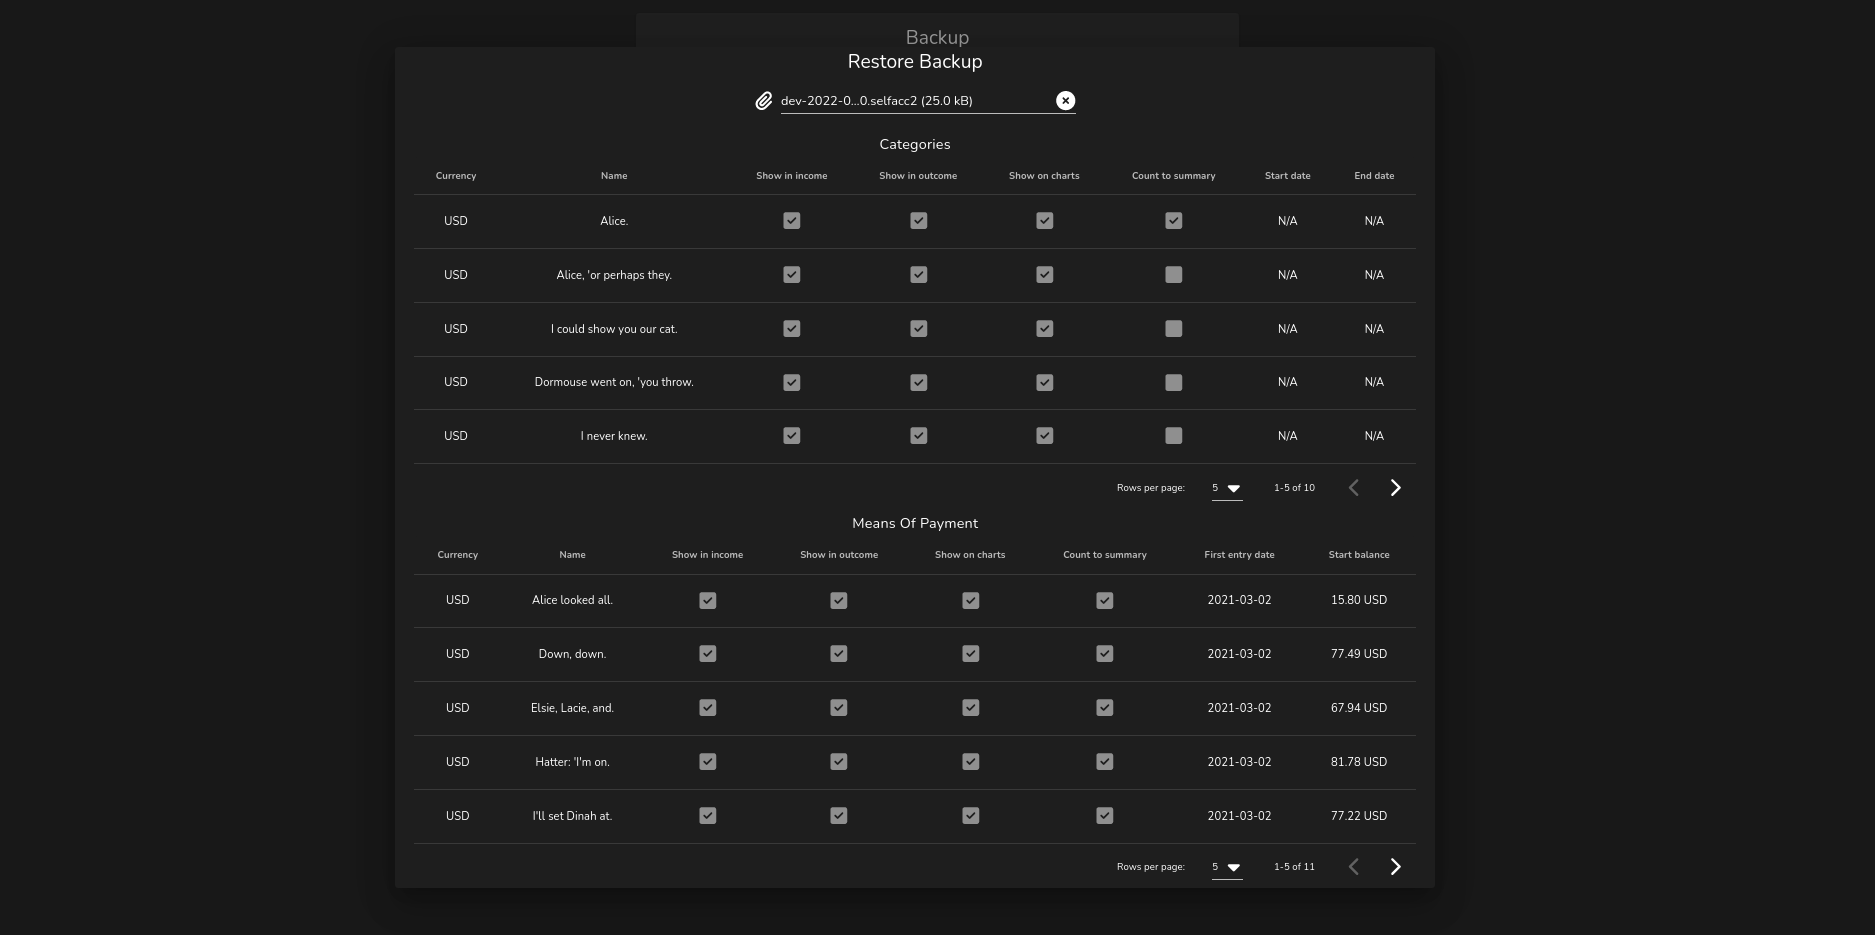 Backup
Restore Backup
dev-2022-0...0.selfacc2 (25.0 kB)
Categories
Currency Name Show in income Show in outcome Show on charts Count to summary Start date End date
USD Alice. N/A N/A
USD Alice, 'or perhaps they. N/A N/A
USD I could show you our cat. N/A N/A
USD Dormouse went on, 'you throw. N/A N/A
USD I never knew. N/A N/A
Rows per page: 5 1-5 of 10
Means Of Payment
Currency Name Show in income Show in outcome Show on charts Count to summary First entry date Start balance
USD Alice looked all. 2021-03-02 15.80 USD
USD Down, down. 2021-03-02 77.49 USD
USD Elsie, Lacie, and. 2021-03-02 67.94 USD
USD Hatter: 'I'm on. 2021-03-02 81.78 USD
USD I'll set Dinah at. 2021-03-02 77.22 USD
Rows per page: 5 1-5 of 11